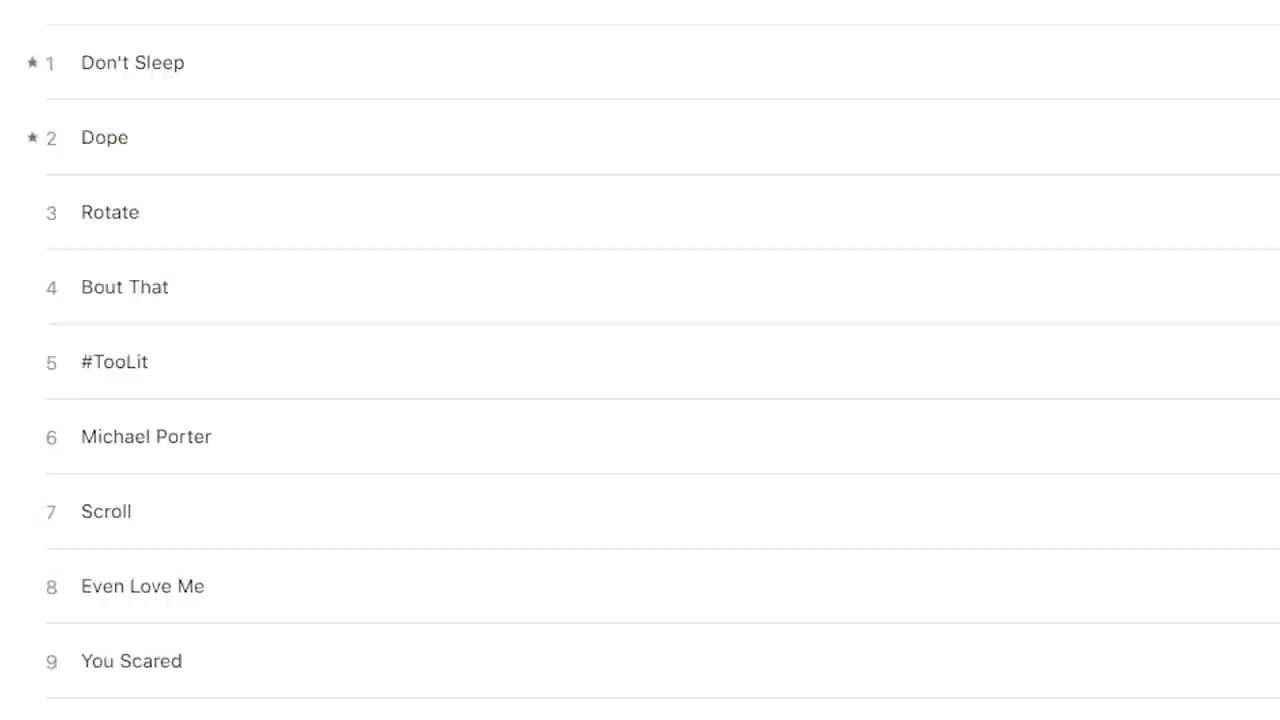 ★ 1 Don't Sleep
★ 2 Dope
3 Rotate
4 Bout That
5 #TooLit
6 Michael Porter
7 Scroll
8 Even Love Me
9 You Scared